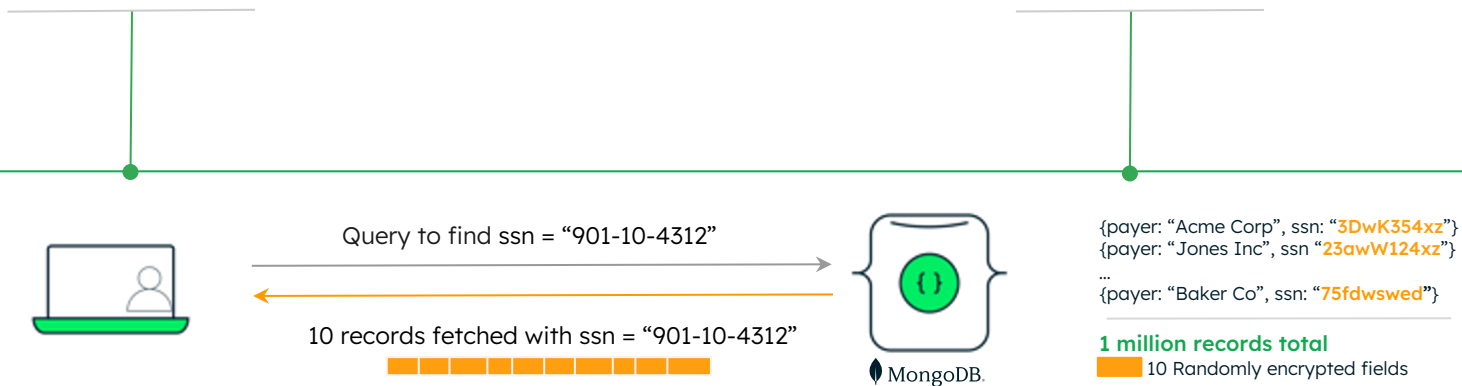 Query to find ssn = “901-10-4312”
10 records fetched with ssn = “901-10-4312”
{ }
MongoDB.
{payer: “Acme Corp”, ssn: “3DwK354xz”}
{payer: “Jones Inc”, ssn “23awW124xz”}
...
{payer: “Baker Co”, ssn: “75fdwswed”}
1 million records total
10 Randomly encrypted fields